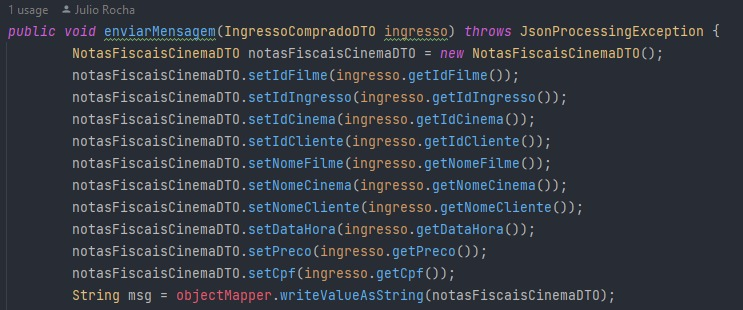 1 usage Julio Rocha
public void enviarMensagem(IngressoCompradoDTO ingresso) throws JsonProcessingException {
NotasFiscaisCinemaDTO notasFiscaisCinemaDTO = new NotasFiscaisCinemaDTO();
notasFiscaisCinemaDTO.setIdFilme(ingresso.getIdFilme());
notasFiscaisCinemaDTO.setIdIngresso(ingresso.getIdIngresso());
notasFiscaisCinemaDTO.setIdCinema(ingresso.getIdCinema());
notasFiscaisCinemaDTO.setIdCliente(ingresso.getIdCliente());
notasFiscaisCinemaDTO.setNomeFilme(ingresso.getNomeFilme());
notasFiscaisCinemaDTO.setNomeCinema(ingresso.getNomeCinema());
notasFiscaisCinemaDTO.setNomeCliente(ingresso.getNomeCliente());
notasFiscaisCinemaDTO.setDataHora(ingresso.getDataHora());
notasFiscaisCinemaDTO.setPreco(ingresso.getPreco());
notasFiscaisCinemaDTO.setCpf(ingresso.getCpf());
String msg = objectMapper.writeValueAsString(notasFiscaisCinemaDTO);